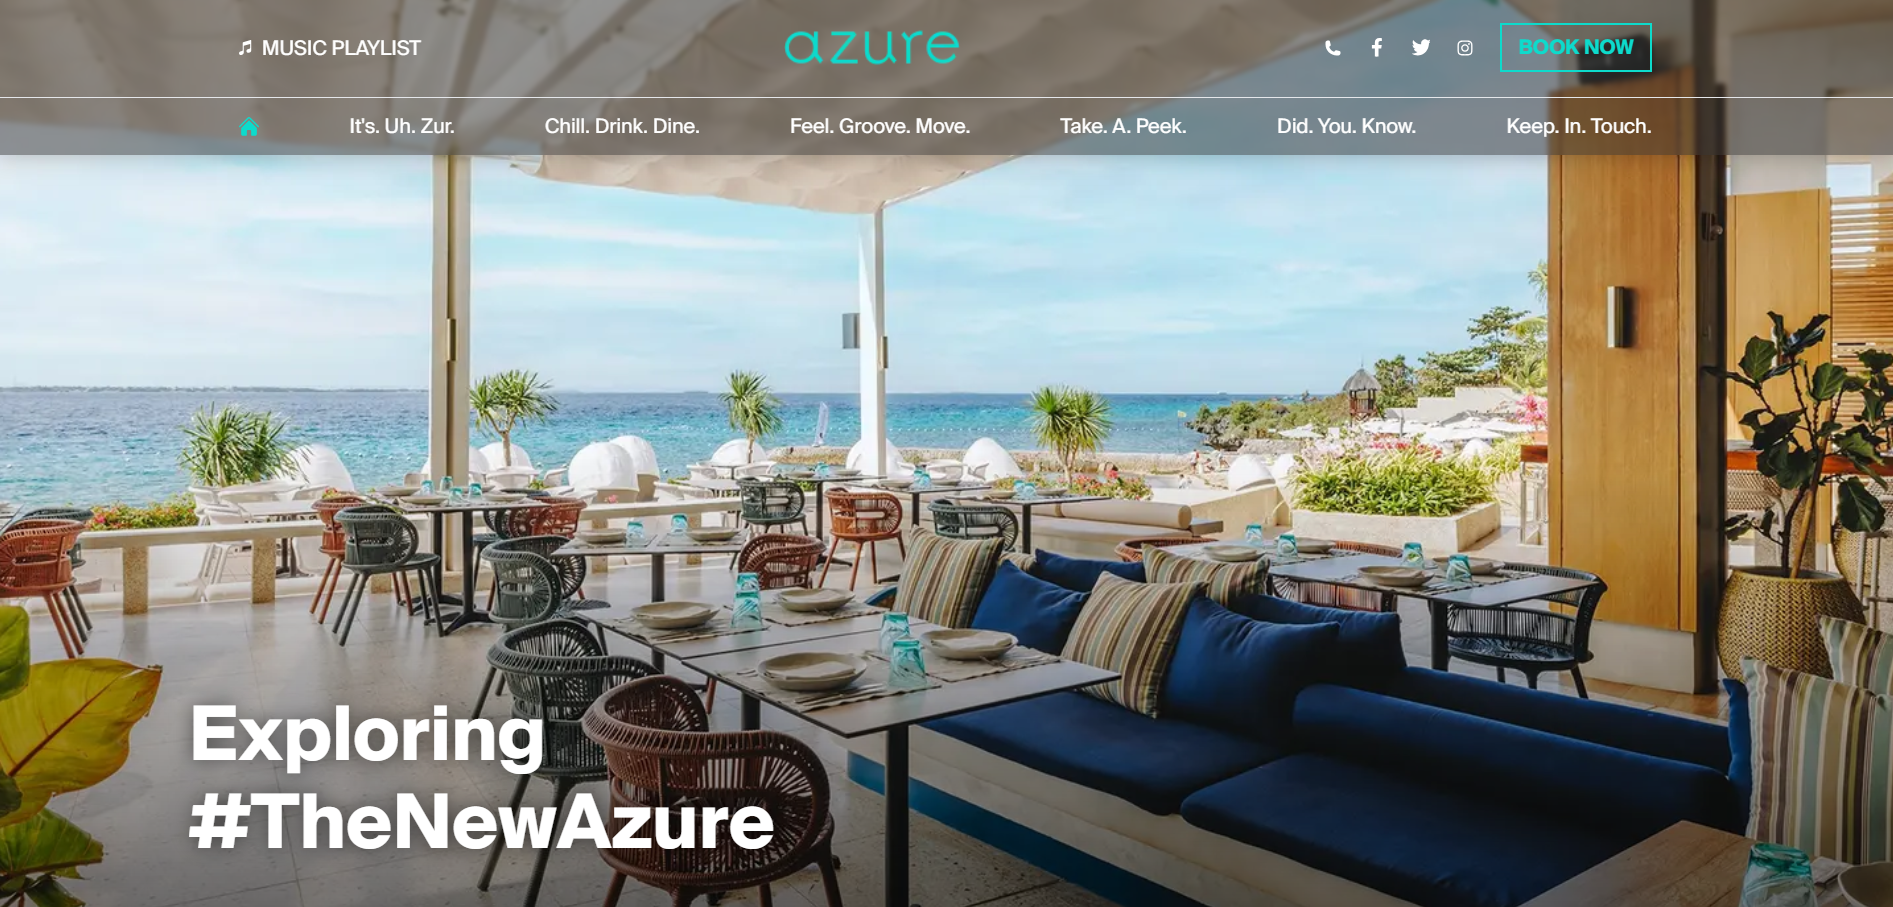 MUSIC PLAYLIST
azure
BOOK NOW
It's. Uh. Zur.
Chill. Drink. Dine.
Feel. Groove. Move.
Take. A. Peek.
Did. You. Know.
Keep. In. Touch.
Exploring
#TheNewAzure